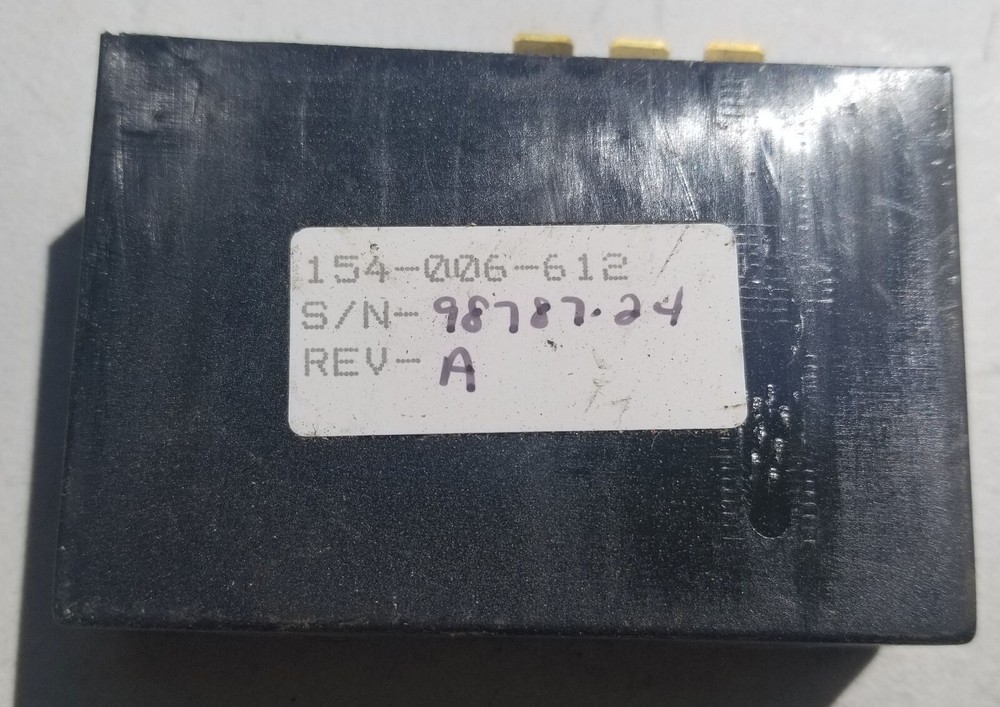 154-006-612
S/N- 98787.24
REV- A